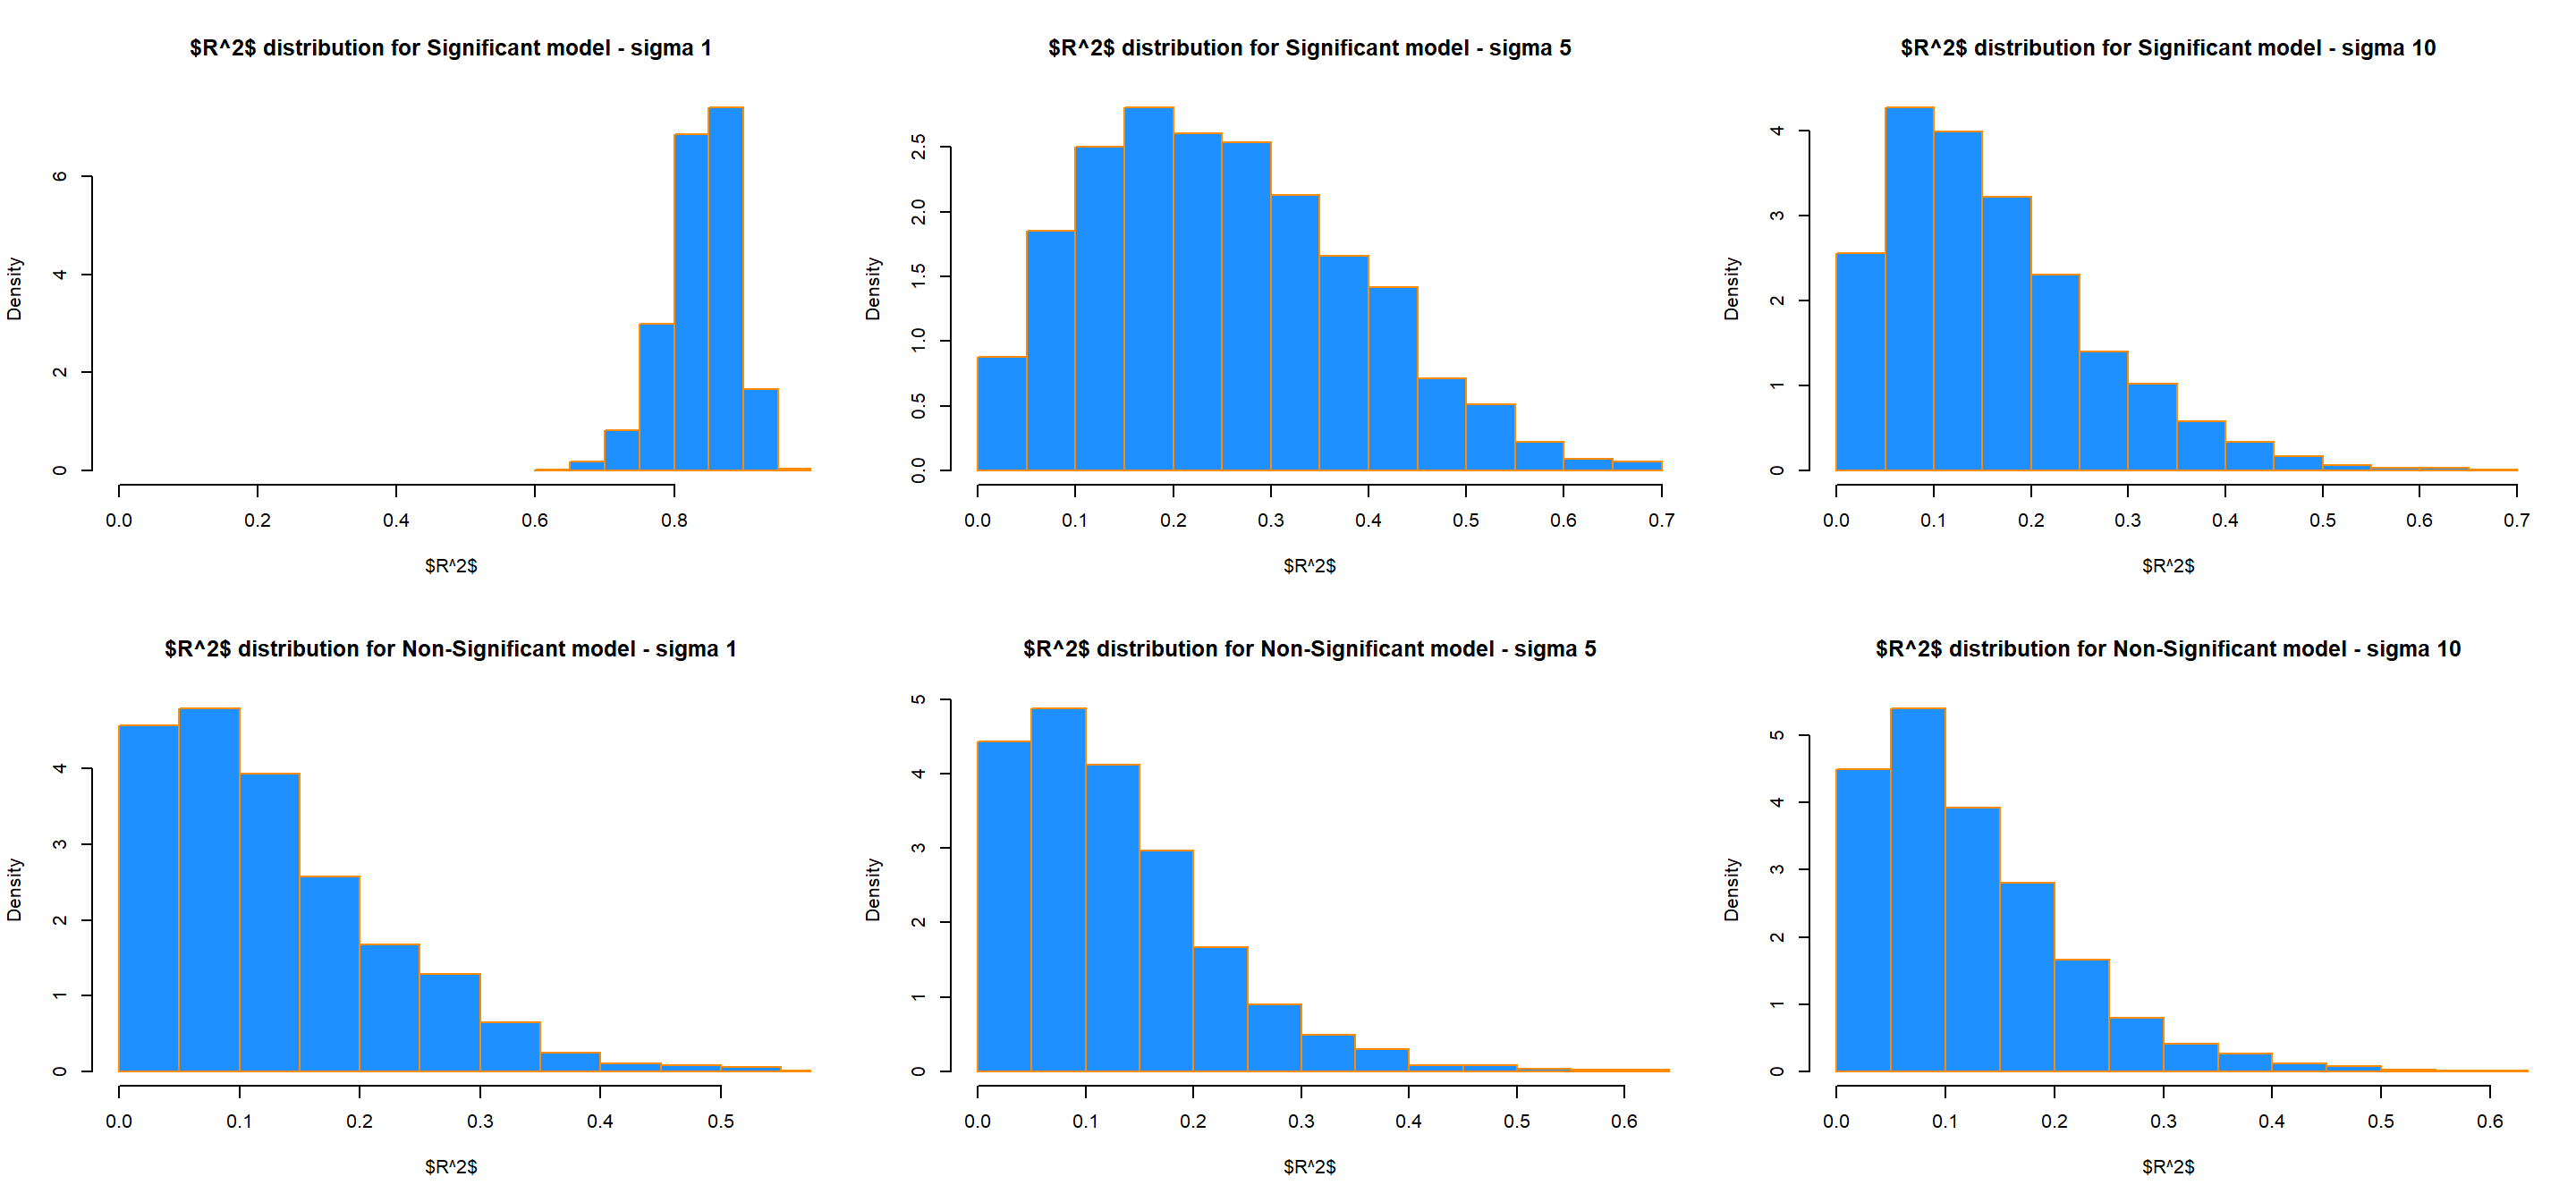 $R^2$ distribution for Significant model - sigma 1
Density
0 2 4 6
0.0 0.2 0.4 0.6 0.8
$R^2$
$R^2$ distribution for Significant model - sigma 5
Density
0.0 0.5 1.0 1.5 2.0 2.5
0.0 0.1 0.2 0.3 0.4 0.5 0.6 0.7
$R^2$
$R^2$ distribution for Significant model - sigma 10
Density
0 1 2 3 4
0.0 0.1 0.2 0.3 0.4 0.5 0.6 0.7
$R^2$
$R^2$ distribution for Non-Significant model - sigma 1
Density
0 1 2 3 4
0.0 0.1 0.2 0.3 0.4 0.5
$R^2$
$R^2$ distribution for Non-Significant model - sigma 5
Density
0 1 2 3 4 5
0.0 0.1 0.2 0.3 0.4 0.5 0.6
$R^2$
$R^2$ distribution for Non-Significant model - sigma 10
Density
0 1 2 3 4 5
0.0 0.1 0.2 0.3 0.4 0.5 0.6
$R^2$